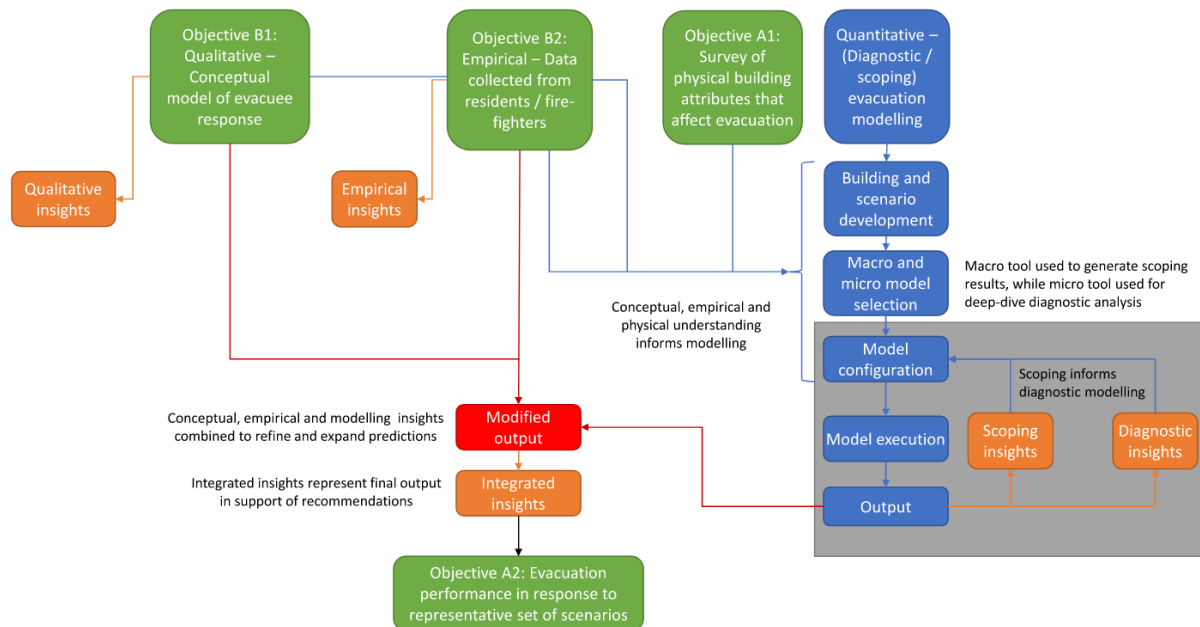 Objective B1:
Qualitative –
Conceptual
model of evacuee
response
Objective B2:
Empirical – Data
collected from
residents / fire-
fighters
Objective A1:
Survey of
physical building
attributes that
affect evacuation
Quantitative –
(Diagnostic /
scoping)
evacuation
modelling
Qualitative
insights
Empirical
insights
Building and
scenario
development
Macro and
micro model
selection
Macro tool used to generate scoping
results, while micro tool used for
deep-dive diagnostic analysis
Conceptual, empirical and
physical understanding
informs modelling
Model
configuration
Scoping informs
diagnostic modelling
Conceptual, empirical and modelling insights
combined to refine and expand predictions
Modified
output
Model execution
Scoping
insights
Diagnostic
insights
Integrated insights represent final output
in support of recommendations
Integrated
insights
Output
Objective A2: Evacuation
performance in response to
representative set of scenarios